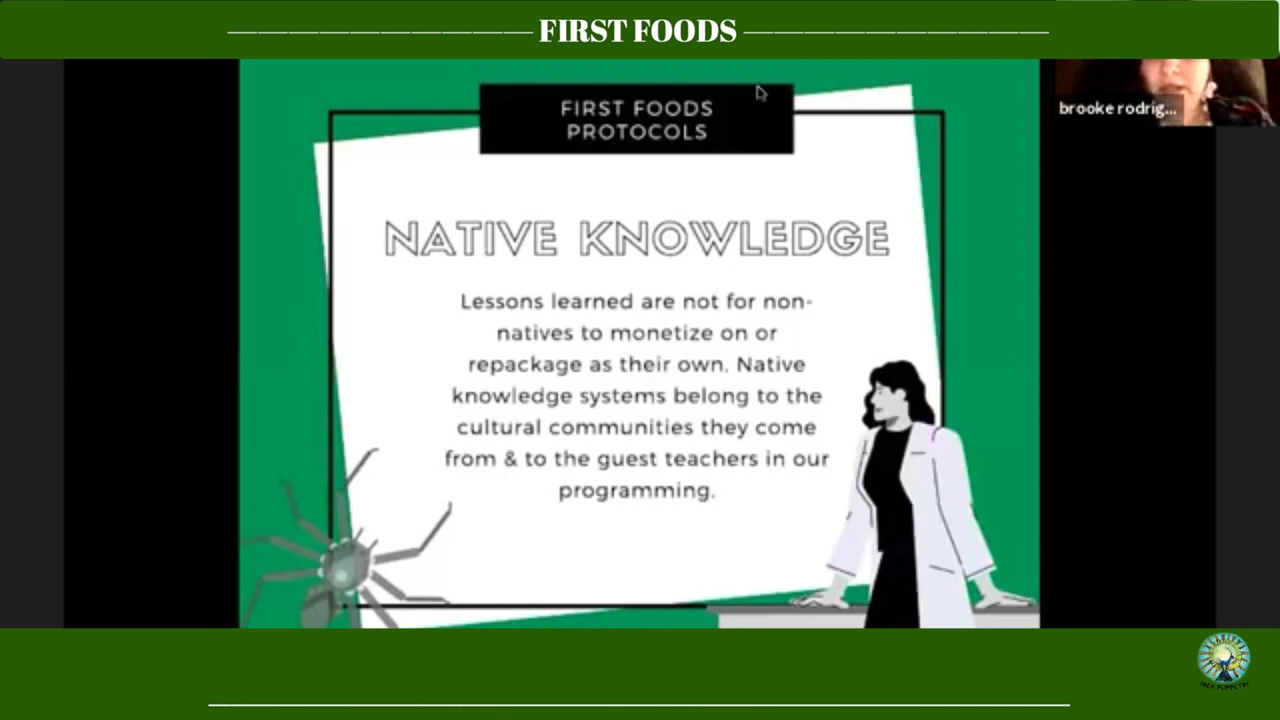 FIRST FOODS
brooke rodrig...
FIRST FOODS
PROTOCOLS
NATIVE KNOWLEDGE
Lessons learned are not for non-
natives to monetize on or
repackage as their own. Native
knowledge systems belong to the
cultural communities they come
from & to the guest teachers in our
programming.